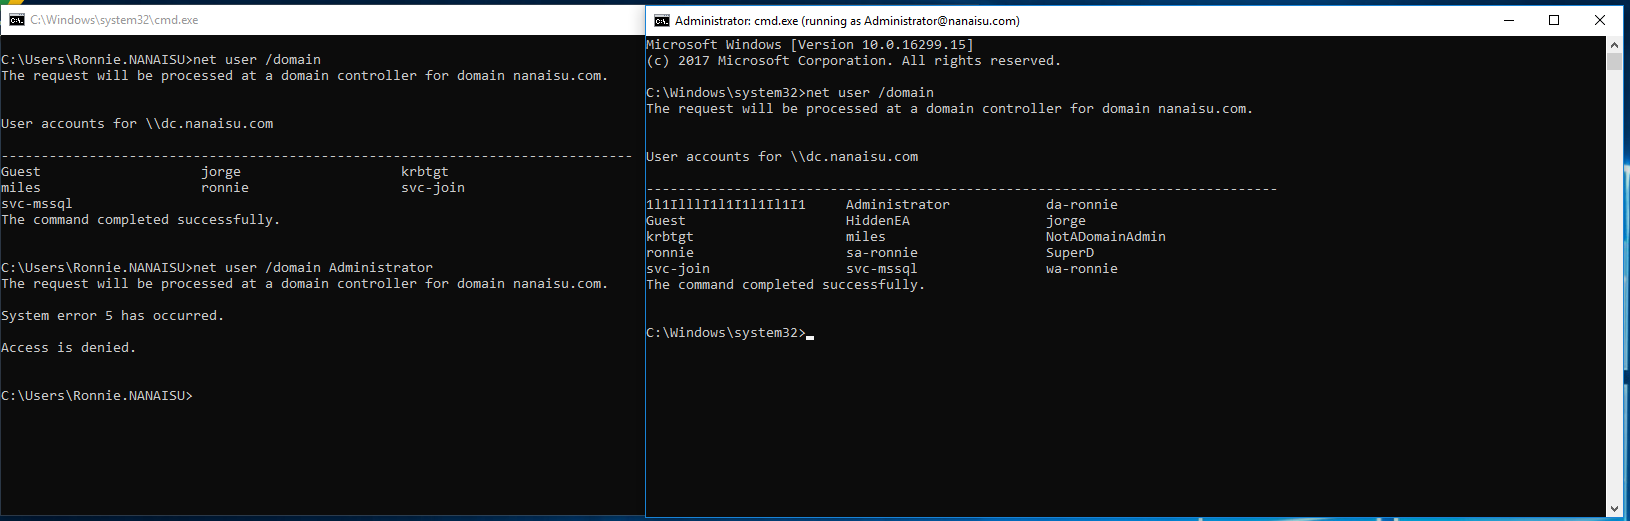 C:\Windows\system32\cmd.exe
C:\Users\Ronnie.NANAISU>net user /domain
The request will be processed at a domain controller for domain nanaisu.com.
User accounts for \\dc.nanaisu.com
-------------------------------------------------------------------------------
Guest                    jorge                    krbtgt
miles                    ronnie                   svc-join
svc-mssql
The command completed successfully.
C:\Users\Ronnie.NANAISU>net user /domain Administrator
The request will be processed at a domain controller for domain nanaisu.com.
System error 5 has occurred.
Access is denied.
C:\Users\Ronnie.NANAISU>
Administrator: cmd.exe (running as Administrator@nanaisu.com)
Microsoft Windows [Version 10.0.16299.15]
(c) 2017 Microsoft Corporation. All rights reserved.
C:\Windows\system32>net user /domain
The request will be processed at a domain controller for domain nanaisu.com.
User accounts for \\dc.nanaisu.com
-------------------------------------------------------------------------------
1l1IlllI1l1I1l1Il1I1     Administrator            da-ronnie
Guest                    HiddenEA                 jorge
krbtgt                   miles                    NotADomainAdmin
ronnie                   sa-ronnie                SuperD
svc-join                 svc-mssql                wa-ronnie
The command completed successfully.
C:\Windows\system32>